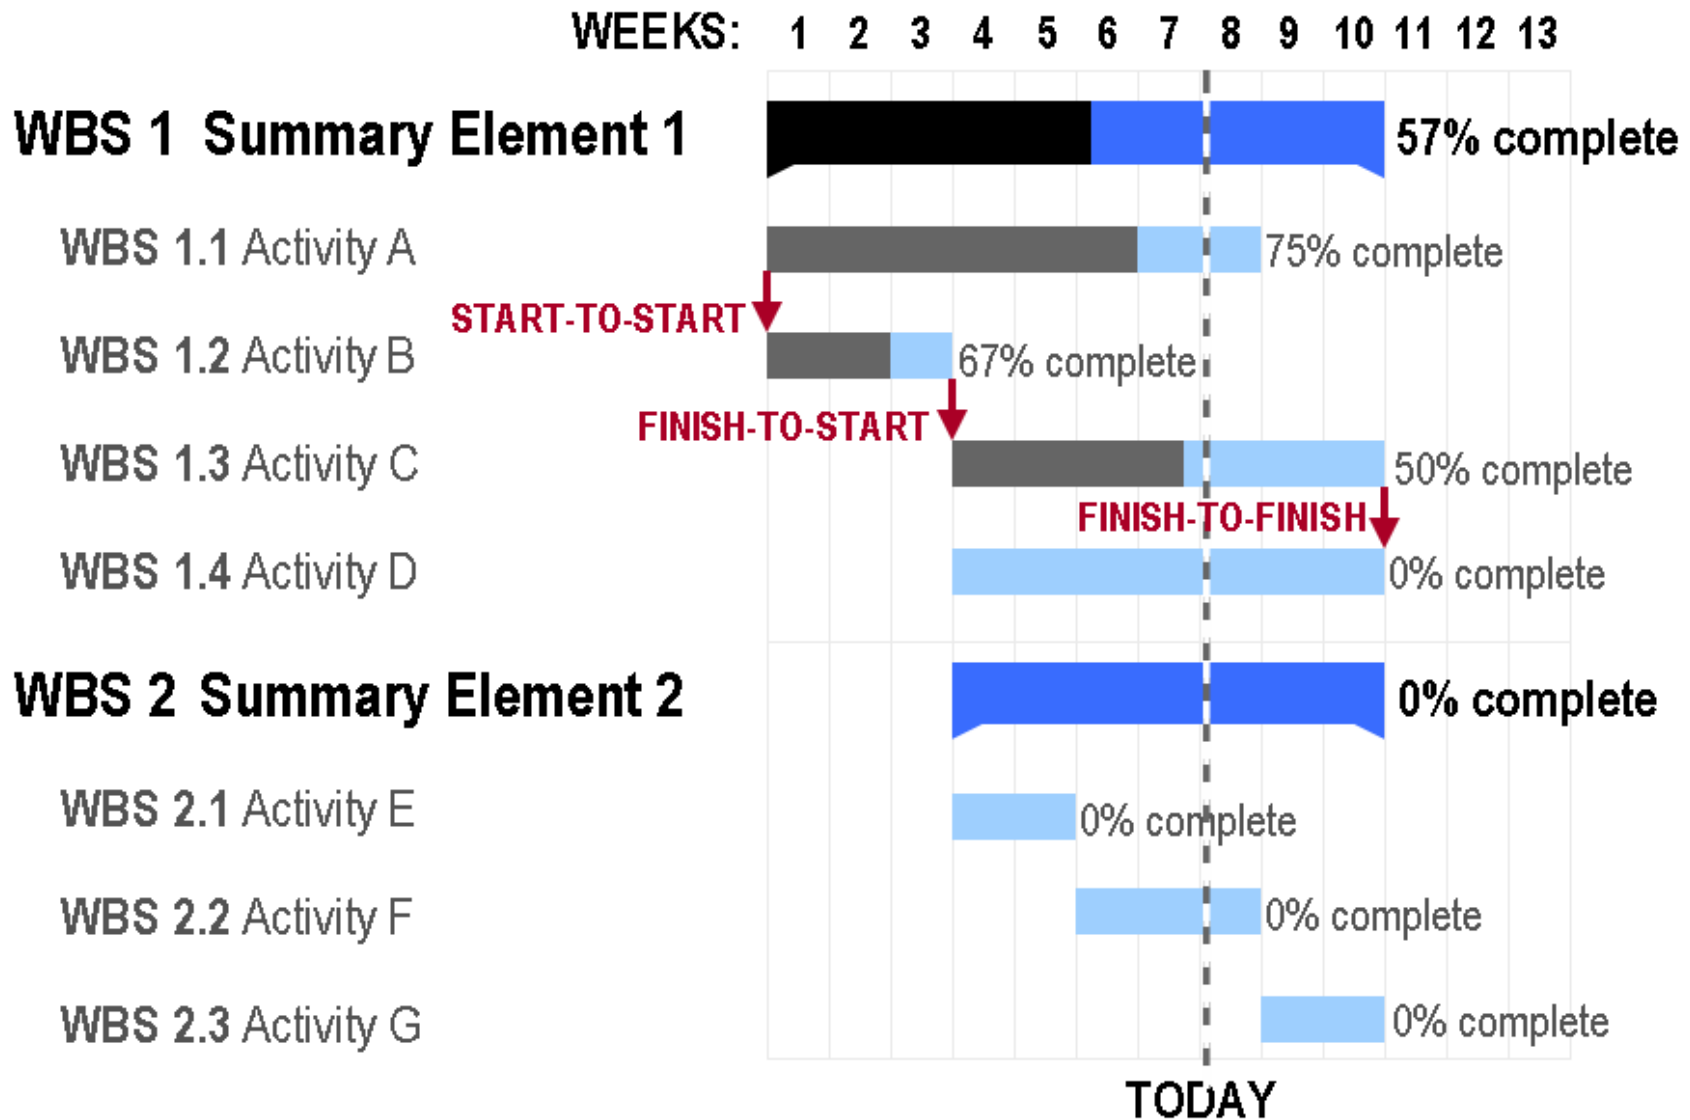 WEEKS: 1 2 3 4 5 6 7 8 9 10 11 12 13
WBS 1 Summary Element 1 57% complete
WBS 1.1 Activity A 75% complete
START-TO-START
WBS 1.2 Activity B 67% complete
FINISH-TO-START
WBS 1.3 Activity C 50% complete
FINISH-TO-FINISH
WBS 1.4 Activity D 0% complete
WBS 2 Summary Element 2 0% complete
WBS 2.1 Activity E 0% complete
WBS 2.2 Activity F 0% complete
WBS 2.3 Activity G 0% complete
TODAY